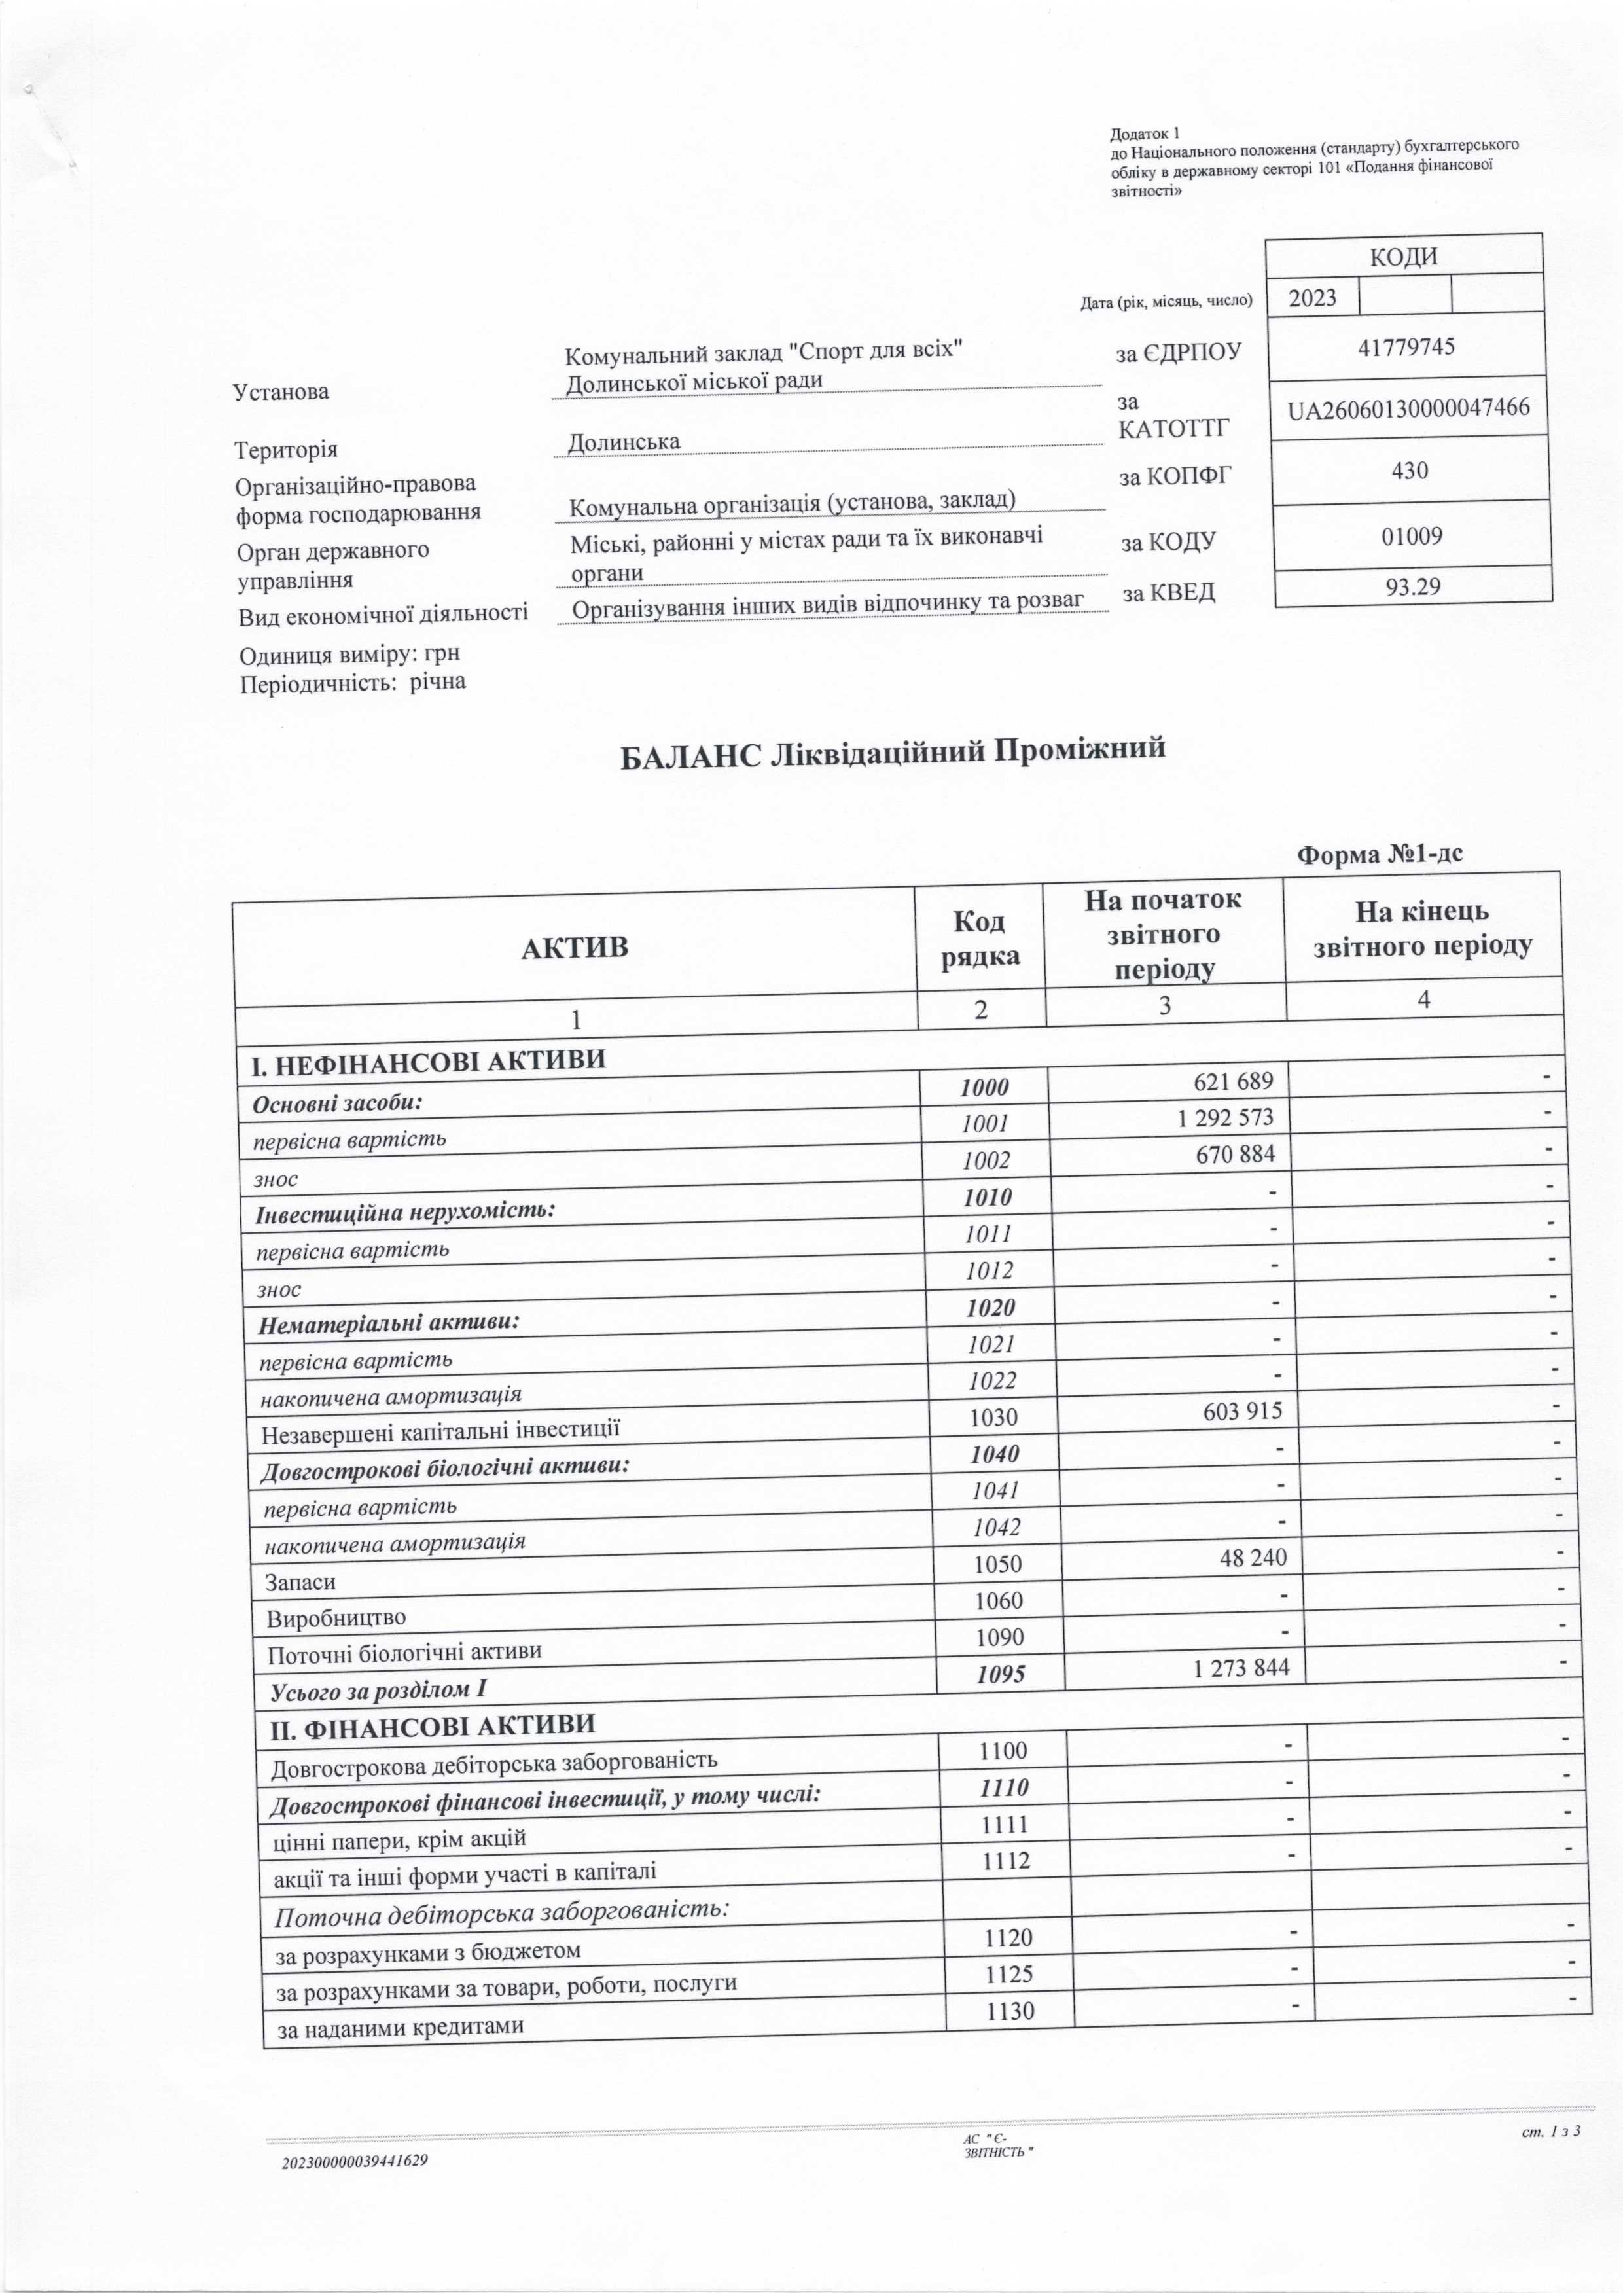 Додаток 1
до Національного положення (стандарту) бухгалтерського
обліку в державному секторі 101 «Подання фінансової
звітності»
КОДИ
Дата (рік, місяць, число) 2023
Установа Комунальний заклад "Спорт для всіх"
Долинської міської ради за ЄДРПОУ 41779745
Територія Долинська за
КАТОТТГ UA26060130000047466
Організаційно-правова
форма господарювання Комунальна організація (установа, заклад) за КОПФГ 430
Орган державного
управління Міські, районні у містах ради та їх виконавчі
органи за КОДУ 01009
Вид економічної діяльності Організування інших видів відпочинку та розваг за КВЕД 93.29
Одиниця виміру: грн
Періодичність: річна
БАЛАНС Ліквідаційний Проміжний
Форма №1-дс
АКТИВ Код
рядка На початок
звітного
періоду На кінець
звітного періоду
1 2 3 4
І. НЕФІНАНСОВІ АКТИВИ
Основні засоби: 1000 621 689 -
первісна вартість 1001 1 292 573 -
знос 1002 670 884 -
Інвестиційна нерухомість: 1010 - -
первісна вартість 1011 - -
знос 1012 - -
Нематеріальні активи: 1020 - -
первісна вартість 1021 - -
накопичена амортизація 1022 - -
Незавершені капітальні інвестиції 1030 603 915 -
Довгострокові біологічні активи: 1040 - -
первісна вартість 1041 - -
накопичена амортизація 1042 - -
Запаси 1050 48 240 -
Виробництво 1060 - -
Поточні біологічні активи 1090 - -
Усього за розділом І 1095 1 273 844 -
ІІ. ФІНАНСОВІ АКТИВИ
Довгострокова дебіторська заборгованість 1100 - -
Довгострокові фінансові інвестиції, у тому числі: 1110 - -
цінні папери, крім акцій 1111 - -
акції та інші форми участі в капіталі 1112 - -
Поточна дебіторська заборгованість:
за розрахунками з бюджетом 1120 - -
за розрахунками за товари, роботи, послуги 1125 - -
за наданими кредитами 1130 - -
202300000039441629 АС " Є-
ЗВІТНІСТЬ " ст. 1 з 3